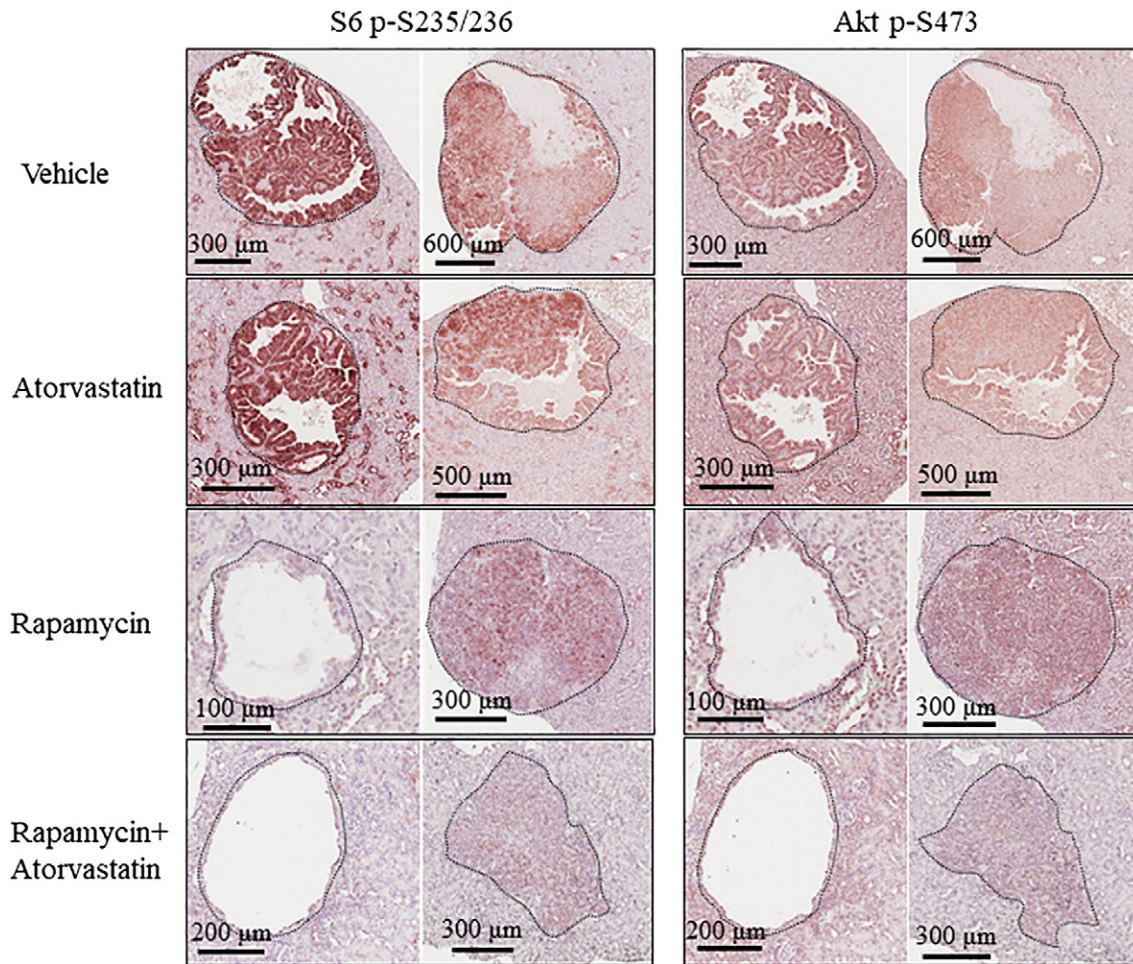 S6 p-S235/236
Akt p-S473
Vehicle
300 µm
600 µm
300 µm
600 µm
Atorvastatin
300 µm
500 µm
300 µm
500 µm
Rapamycin
100 µm
300 µm
100 µm
300 µm
Rapamycin+
Atorvastatin
200 µm
300 µm
200 µm
300 µm